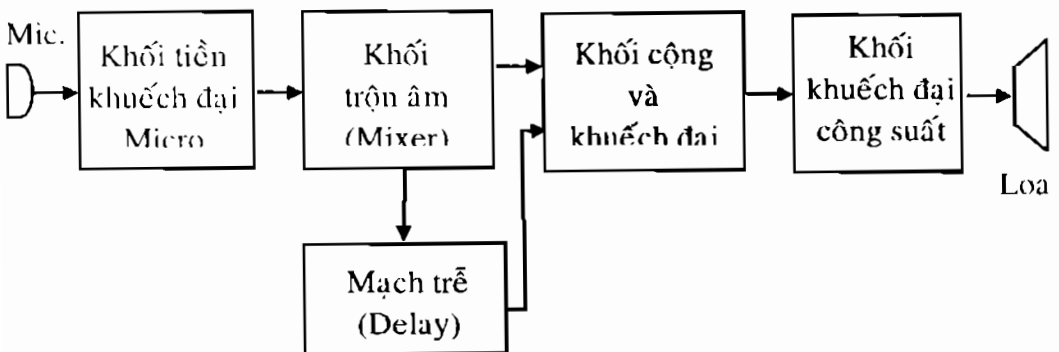 Mic.
Khối tiền
khuếch đại
Micro
Khối
trộn âm
(Mixer)
Khối cộng
và
khuếch đại
Khối
khuếch đại
công suất
Loa
Mạch trễ
(Delay)